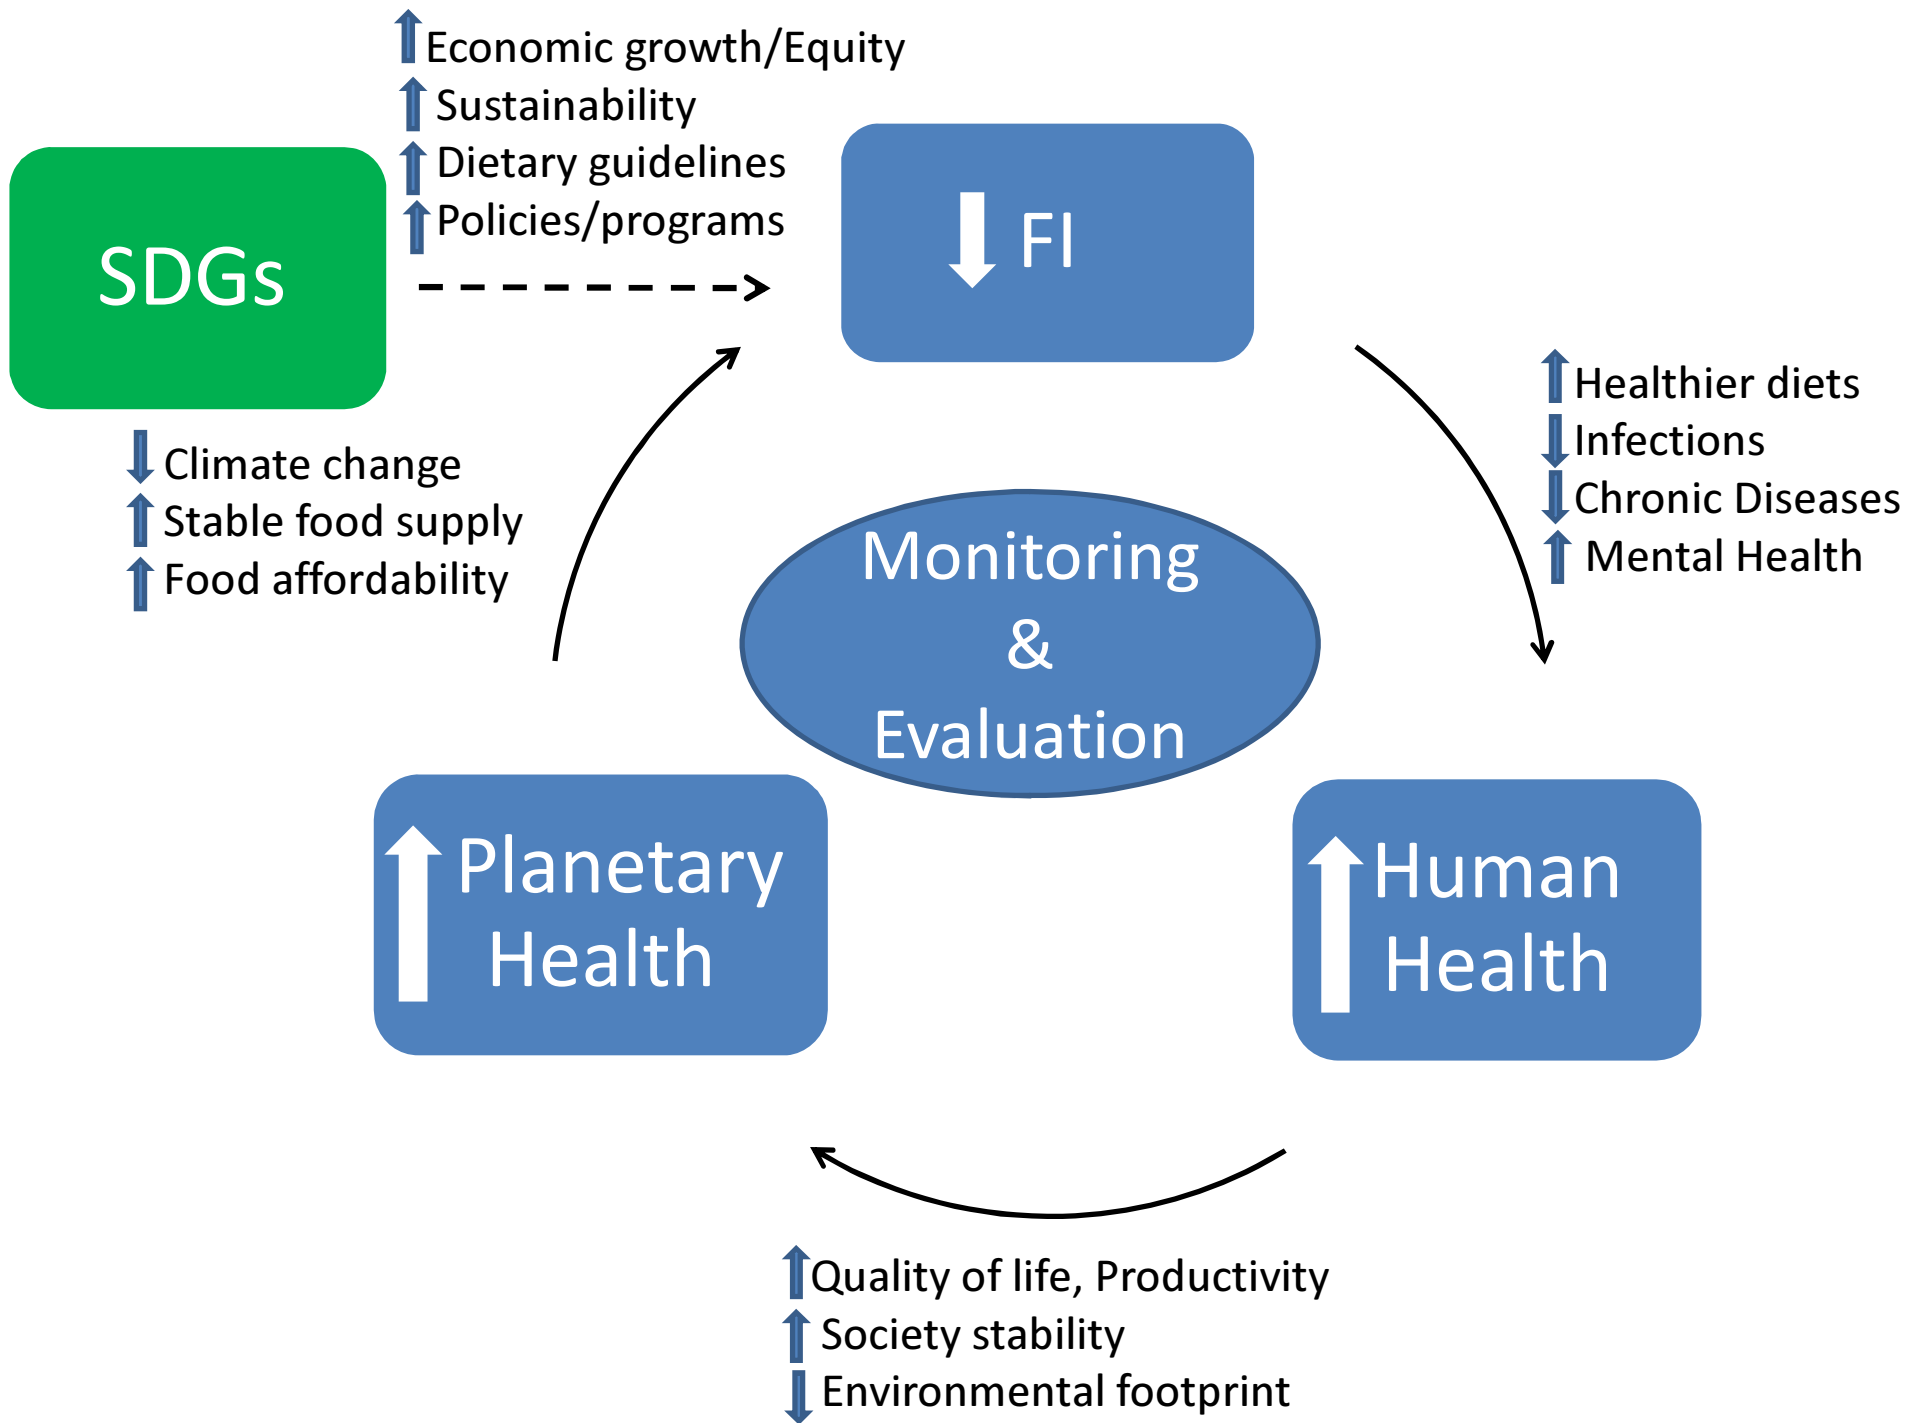 Economic growth/Equity
Sustainability
Dietary guidelines
Policies/programs
SDGs
FI
Climate change
Stable food supply
Food affordability
Healthier diets
Infections
Chronic Diseases
Mental Health
Monitoring
&
Evaluation
Planetary
Health
Human
Health
Quality of life, Productivity
Society stability
Environmental footprint